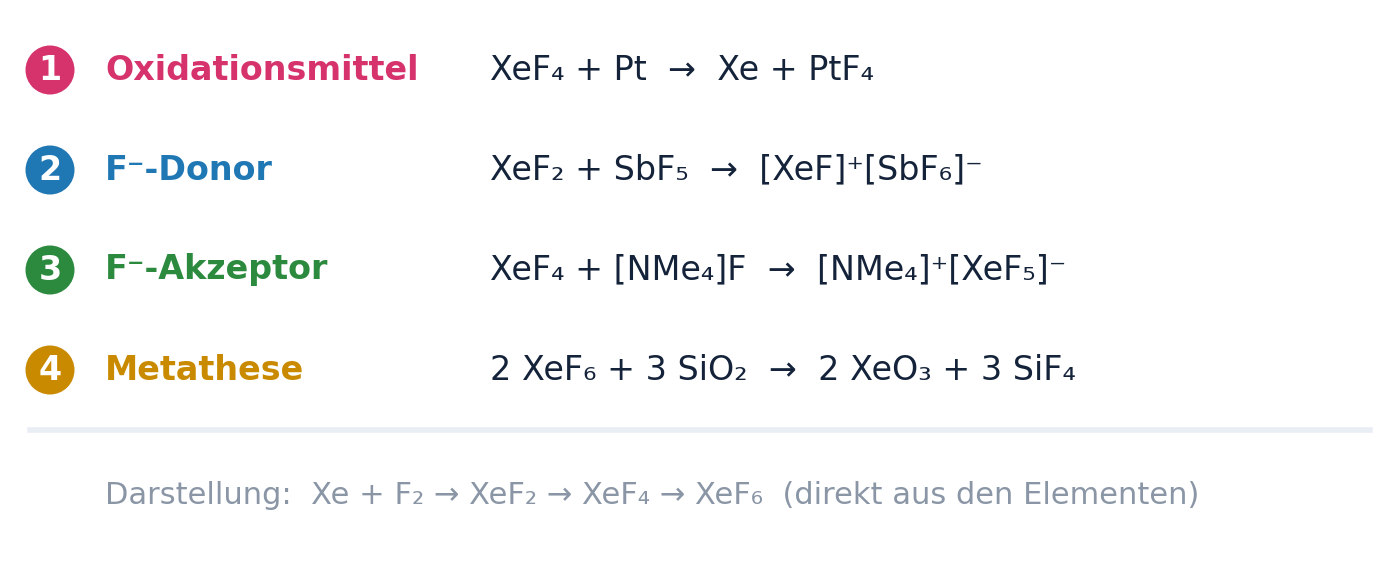 1 Oxidationsmittel XeF₄ + Pt → Xe + PtF₄
2 F⁻-Donor XeF₂ + SbF₅ → [XeF]⁺[SbF₆]⁻
3 F⁻-Akzeptor XeF₄ + [NMe₄]F → [NMe₄]⁺[XeF₅]⁻
4 Metathese 2 XeF₆ + 3 SiO₂ → 2 XeO₃ + 3 SiF₄
Darstellung: Xe + F₂ → XeF₂ → XeF₄ → XeF₆ (direkt aus den Elementen)